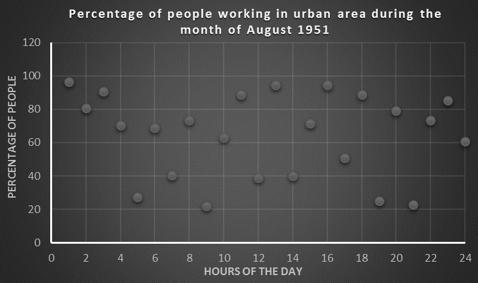 Percentage of people working in urban area during the
month of August 1951
PERCENTAGE OF PEOPLE
120
100
80
60
40
20
0
0 2 4 6 8 10 12 14 16 18 20 22 24
HOURS OF THE DAY